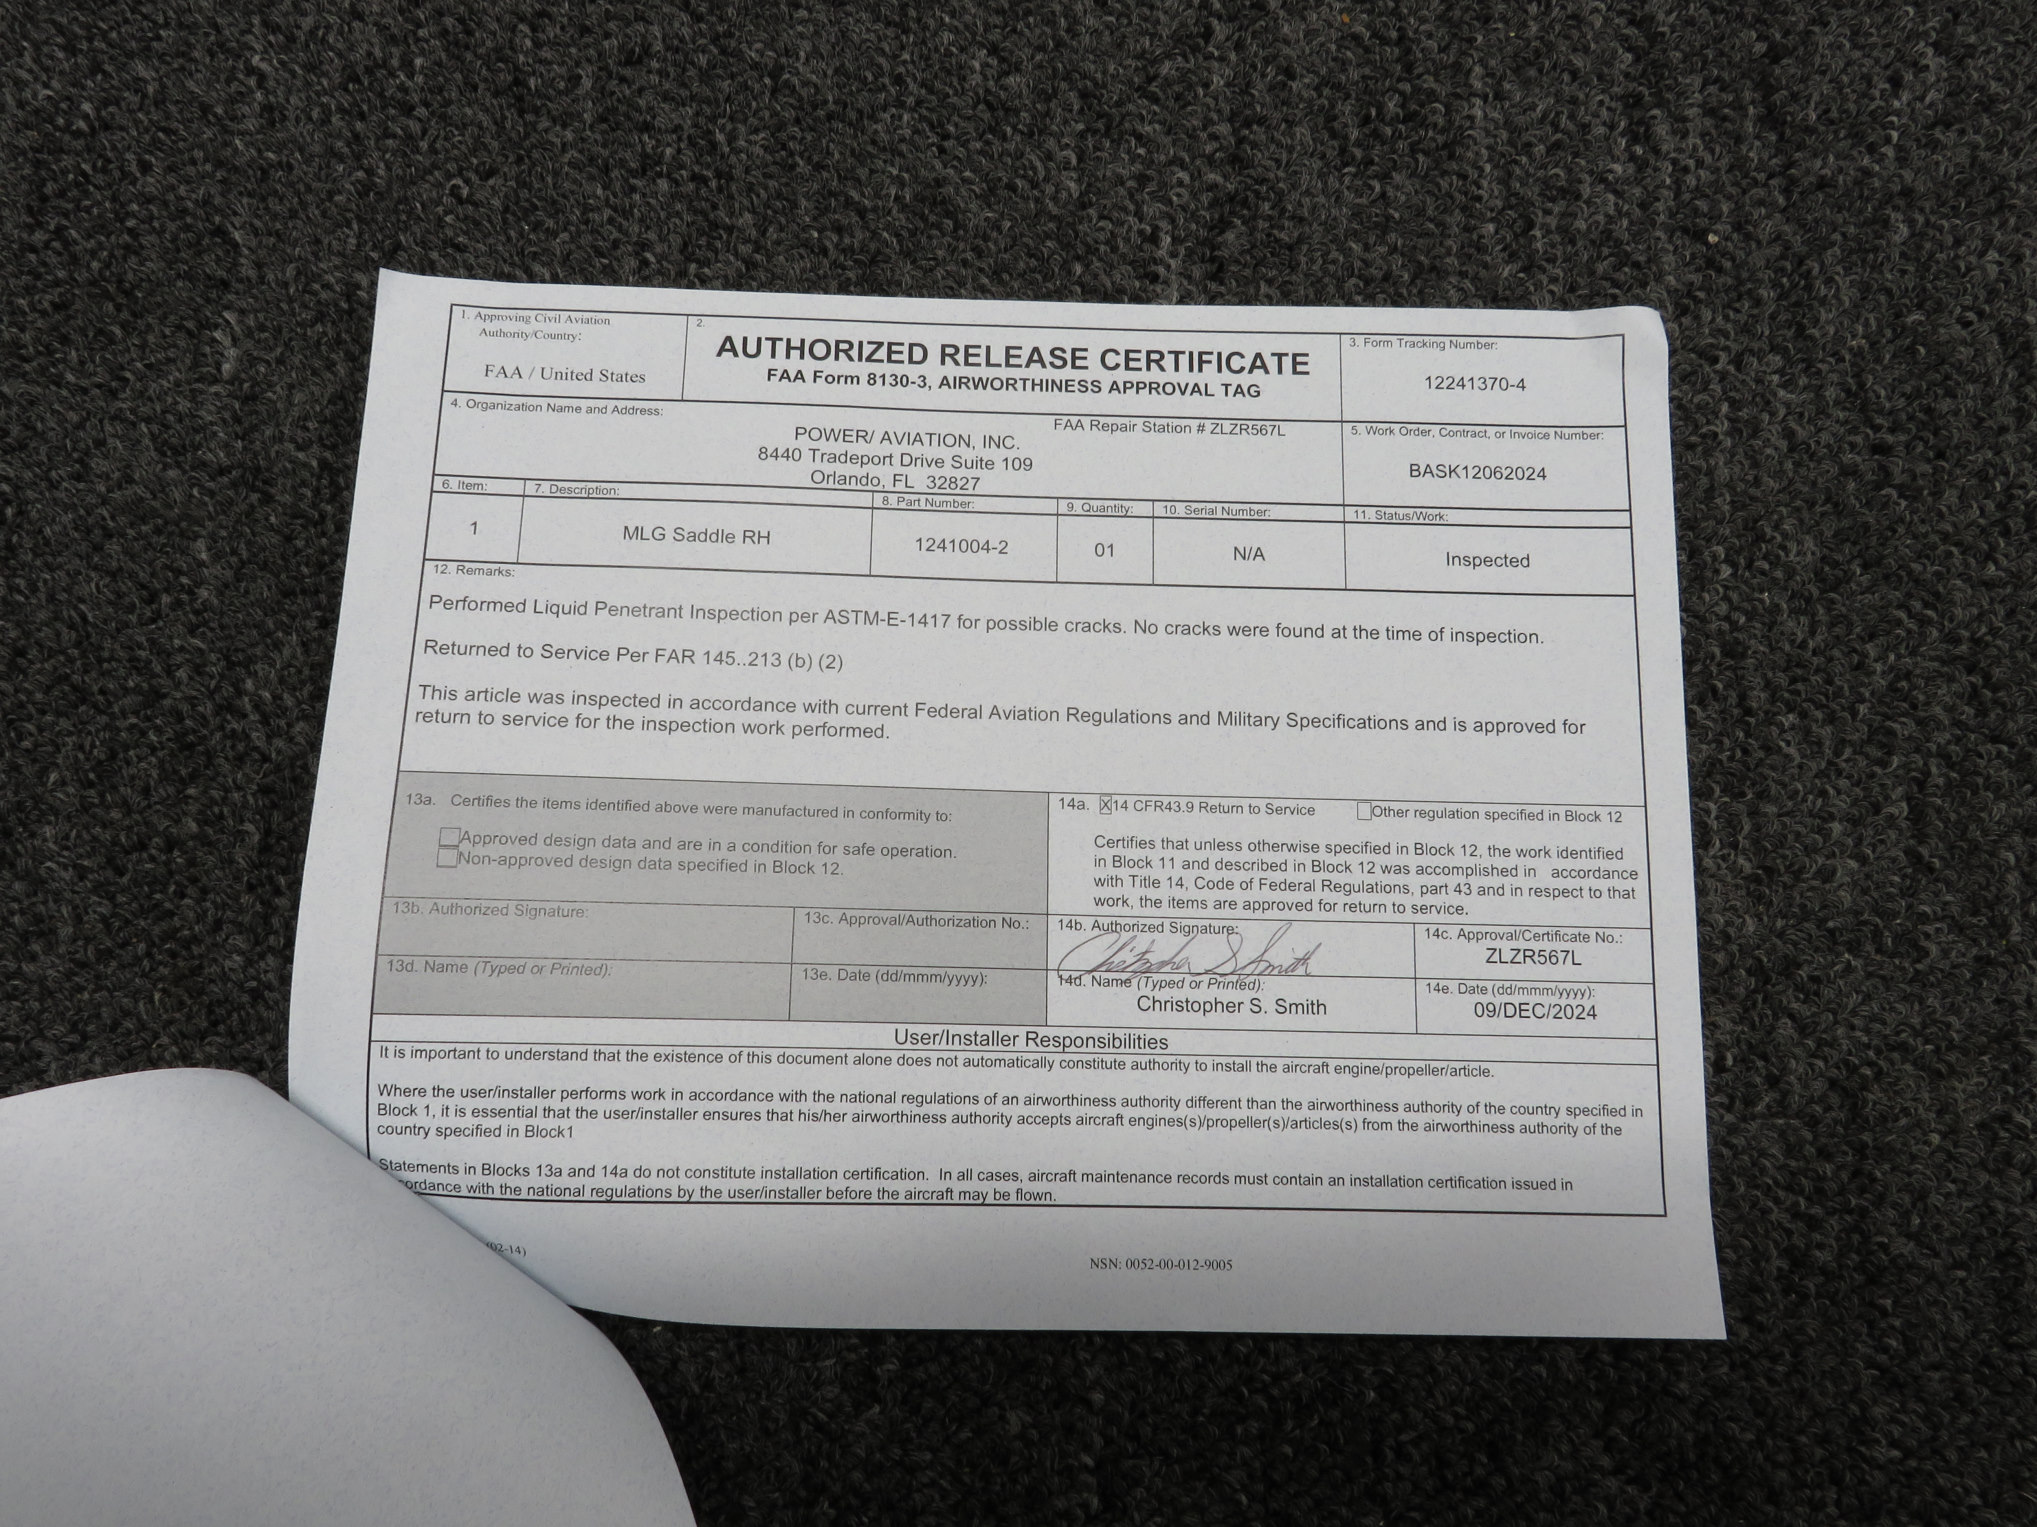 1. Approving Civil Aviation
Authority/Country:
FAA / United States
2.
AUTHORIZED RELEASE CERTIFICATE
FAA Form 8130-3, AIRWORTHINESS APPROVAL TAG
3. Form Tracking Number:
12241370-4
4. Organization Name and Address:
FAA Repair Station # ZLZR567L
POWER/ AVIATION, INC.
8440 Tradeport Drive Suite 109
Orlando, FL 32827
5. Work Order, Contract, or Invoice Number:
BASK12062024
6. Item:
1
7. Description:
MLG Saddle RH
8. Part Number:
1241004-2
9. Quantity:
01
10. Serial Number:
N/A
11. Status/Work:
Inspected
12. Remarks:
Performed Liquid Penetrant Inspection per ASTM-E-1417 for possible cracks. No cracks were found at the time of inspection.
Returned to Service Per FAR 145..213 (b) (2)
This article was inspected in accordance with current Federal Aviation Regulations and Military Specifications and is approved for
return to service for the inspection work performed.
13a. Certifies the items identified above were manufactured in conformity to:
Approved design data and are in a condition for safe operation.
Non-approved design data specified in Block 12.
14a. X 14 CFR43.9 Return to Service Other regulation specified in Block 12
Certifies that unless otherwise specified in Block 12, the work identified
in Block 11 and described in Block 12 was accomplished in accordance
with Title 14, Code of Federal Regulations, part 43 and in respect to that
work, the items are approved for return to service.
13b. Authorized Signature:
13c. Approval/Authorization No.:
14b. Authorized Signature:
Christopher S Smith
14c. Approval/Certificate No.:
ZLZR567L
13d. Name (Typed or Printed):
13e. Date (dd/mmm/yyyy):
14d. Name (Typed or Printed):
Christopher S. Smith
14e. Date (dd/mmm/yyyy):
09/DEC/2024
User/Installer Responsibilities
It is important to understand that the existence of this document alone does not automatically constitute authority to install the aircraft engine/propeller/article.
Where the user/installer performs work in accordance with the national regulations of an airworthiness authority different than the airworthiness authority of the country specified in
Block 1, it is essential that the user/installer ensures that his/her airworthiness authority accepts aircraft engines(s)/propeller(s)/articles(s) from the airworthiness authority of the
country specified in Block1
Statements in Blocks 13a and 14a do not constitute installation certification. In all cases, aircraft maintenance records must contain an installation certification issued in
ordance with the national regulations by the user/installer before the aircraft may be flown.
(02-14)
NSN: 0052-00-012-9005